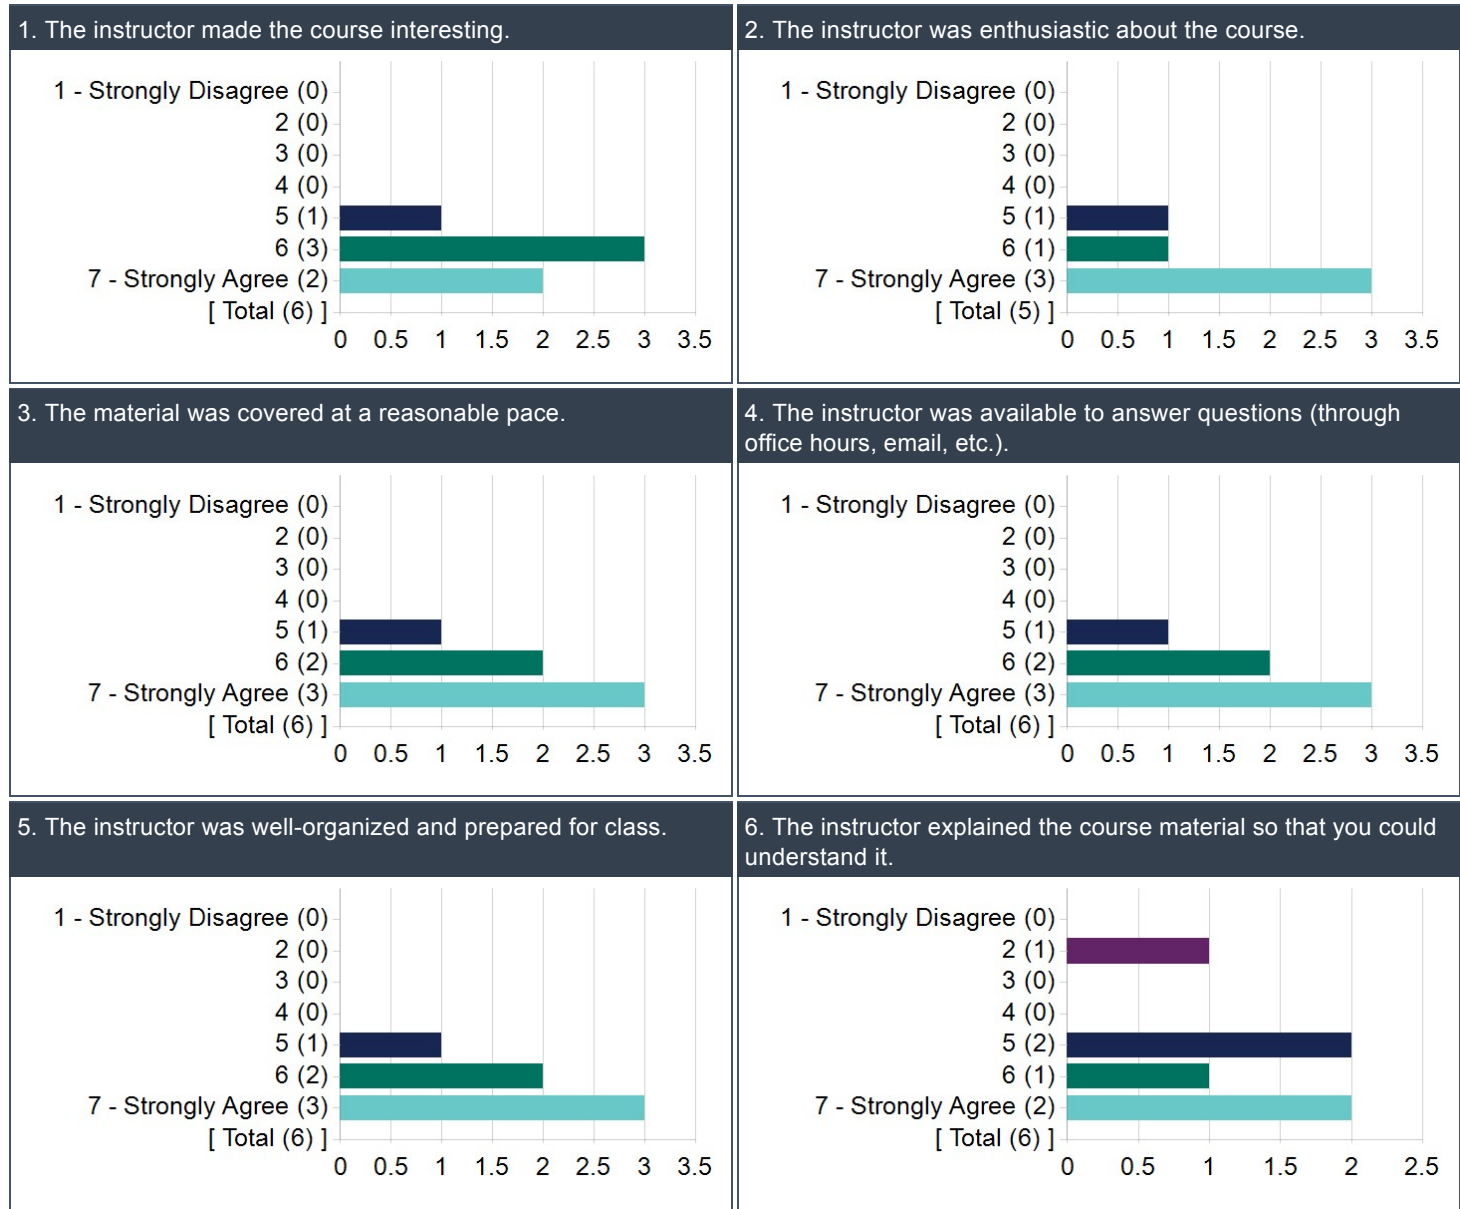 1. The instructor made the course interesting.
1 - Strongly Disagree (0)
2 (0)
3 (0)
4 (0)
5 (1)
6 (3)
7 - Strongly Agree (2)
[ Total (6) ]
0 0.5 1 1.5 2 2.5 3 3.5
2. The instructor was enthusiastic about the course.
1 - Strongly Disagree (0)
2 (0)
3 (0)
4 (0)
5 (1)
6 (1)
7 - Strongly Agree (3)
[ Total (5) ]
0 0.5 1 1.5 2 2.5 3 3.5
3. The material was covered at a reasonable pace.
1 - Strongly Disagree (0)
2 (0)
3 (0)
4 (0)
5 (1)
6 (2)
7 - Strongly Agree (3)
[ Total (6) ]
0 0.5 1 1.5 2 2.5 3 3.5
4. The instructor was available to answer questions (through
office hours, email, etc.).
1 - Strongly Disagree (0)
2 (0)
3 (0)
4 (0)
5 (1)
6 (2)
7 - Strongly Agree (3)
[ Total (6) ]
0 0.5 1 1.5 2 2.5 3 3.5
5. The instructor was well-organized and prepared for class.
1 - Strongly Disagree (0)
2 (0)
3 (0)
4 (0)
5 (1)
6 (2)
7 - Strongly Agree (3)
[ Total (6) ]
0 0.5 1 1.5 2 2.5 3 3.5
6. The instructor explained the course material so that you could
understand it.
1 - Strongly Disagree (0)
2 (1)
3 (0)
4 (0)
5 (2)
6 (1)
7 - Strongly Agree (2)
[ Total (6) ]
0 0.5 1 1.5 2 2.5